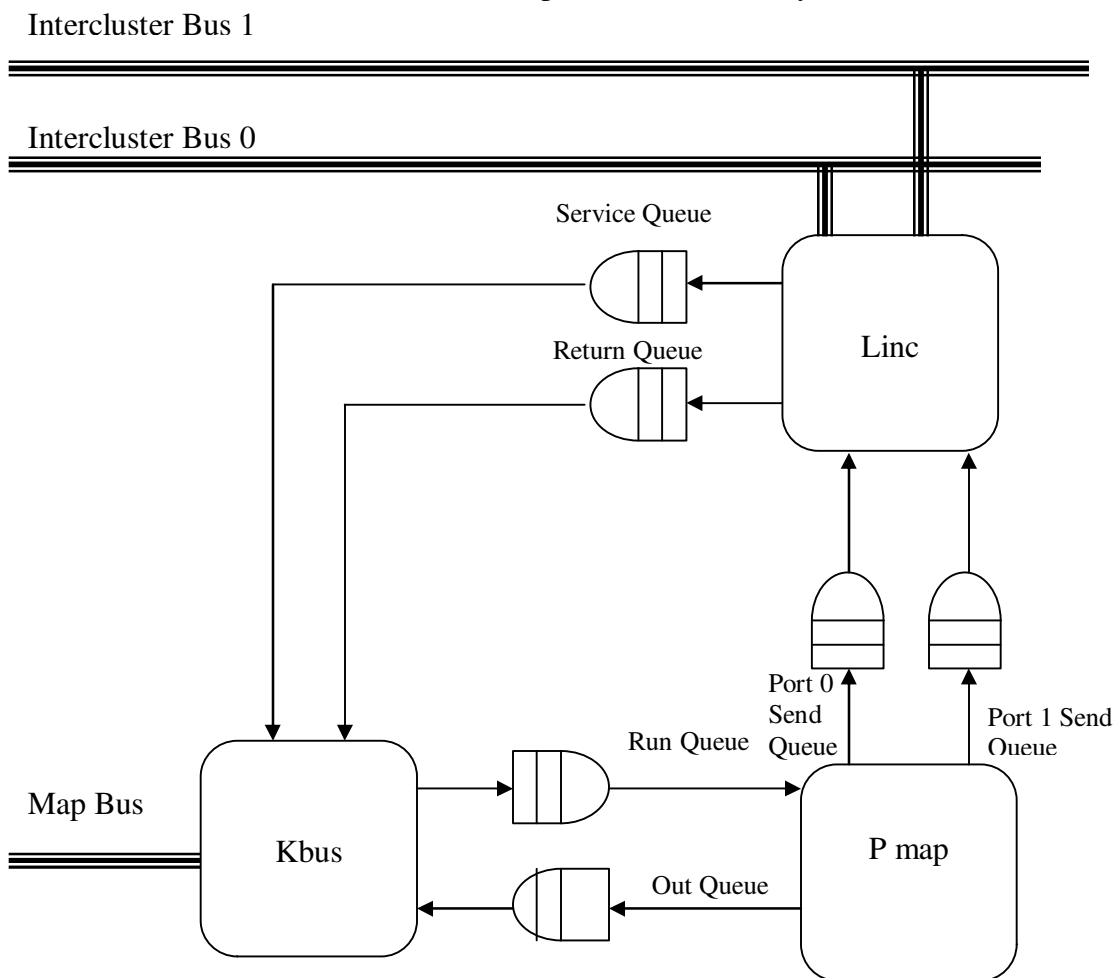 Intercluster Bus 1
Intercluster Bus 0
Service Queue
Return Queue
Linc
Port 0
Send
Queue
Port 1 Send
Queue
Run Queue
Map Bus
Kbus
P map
Out Queue